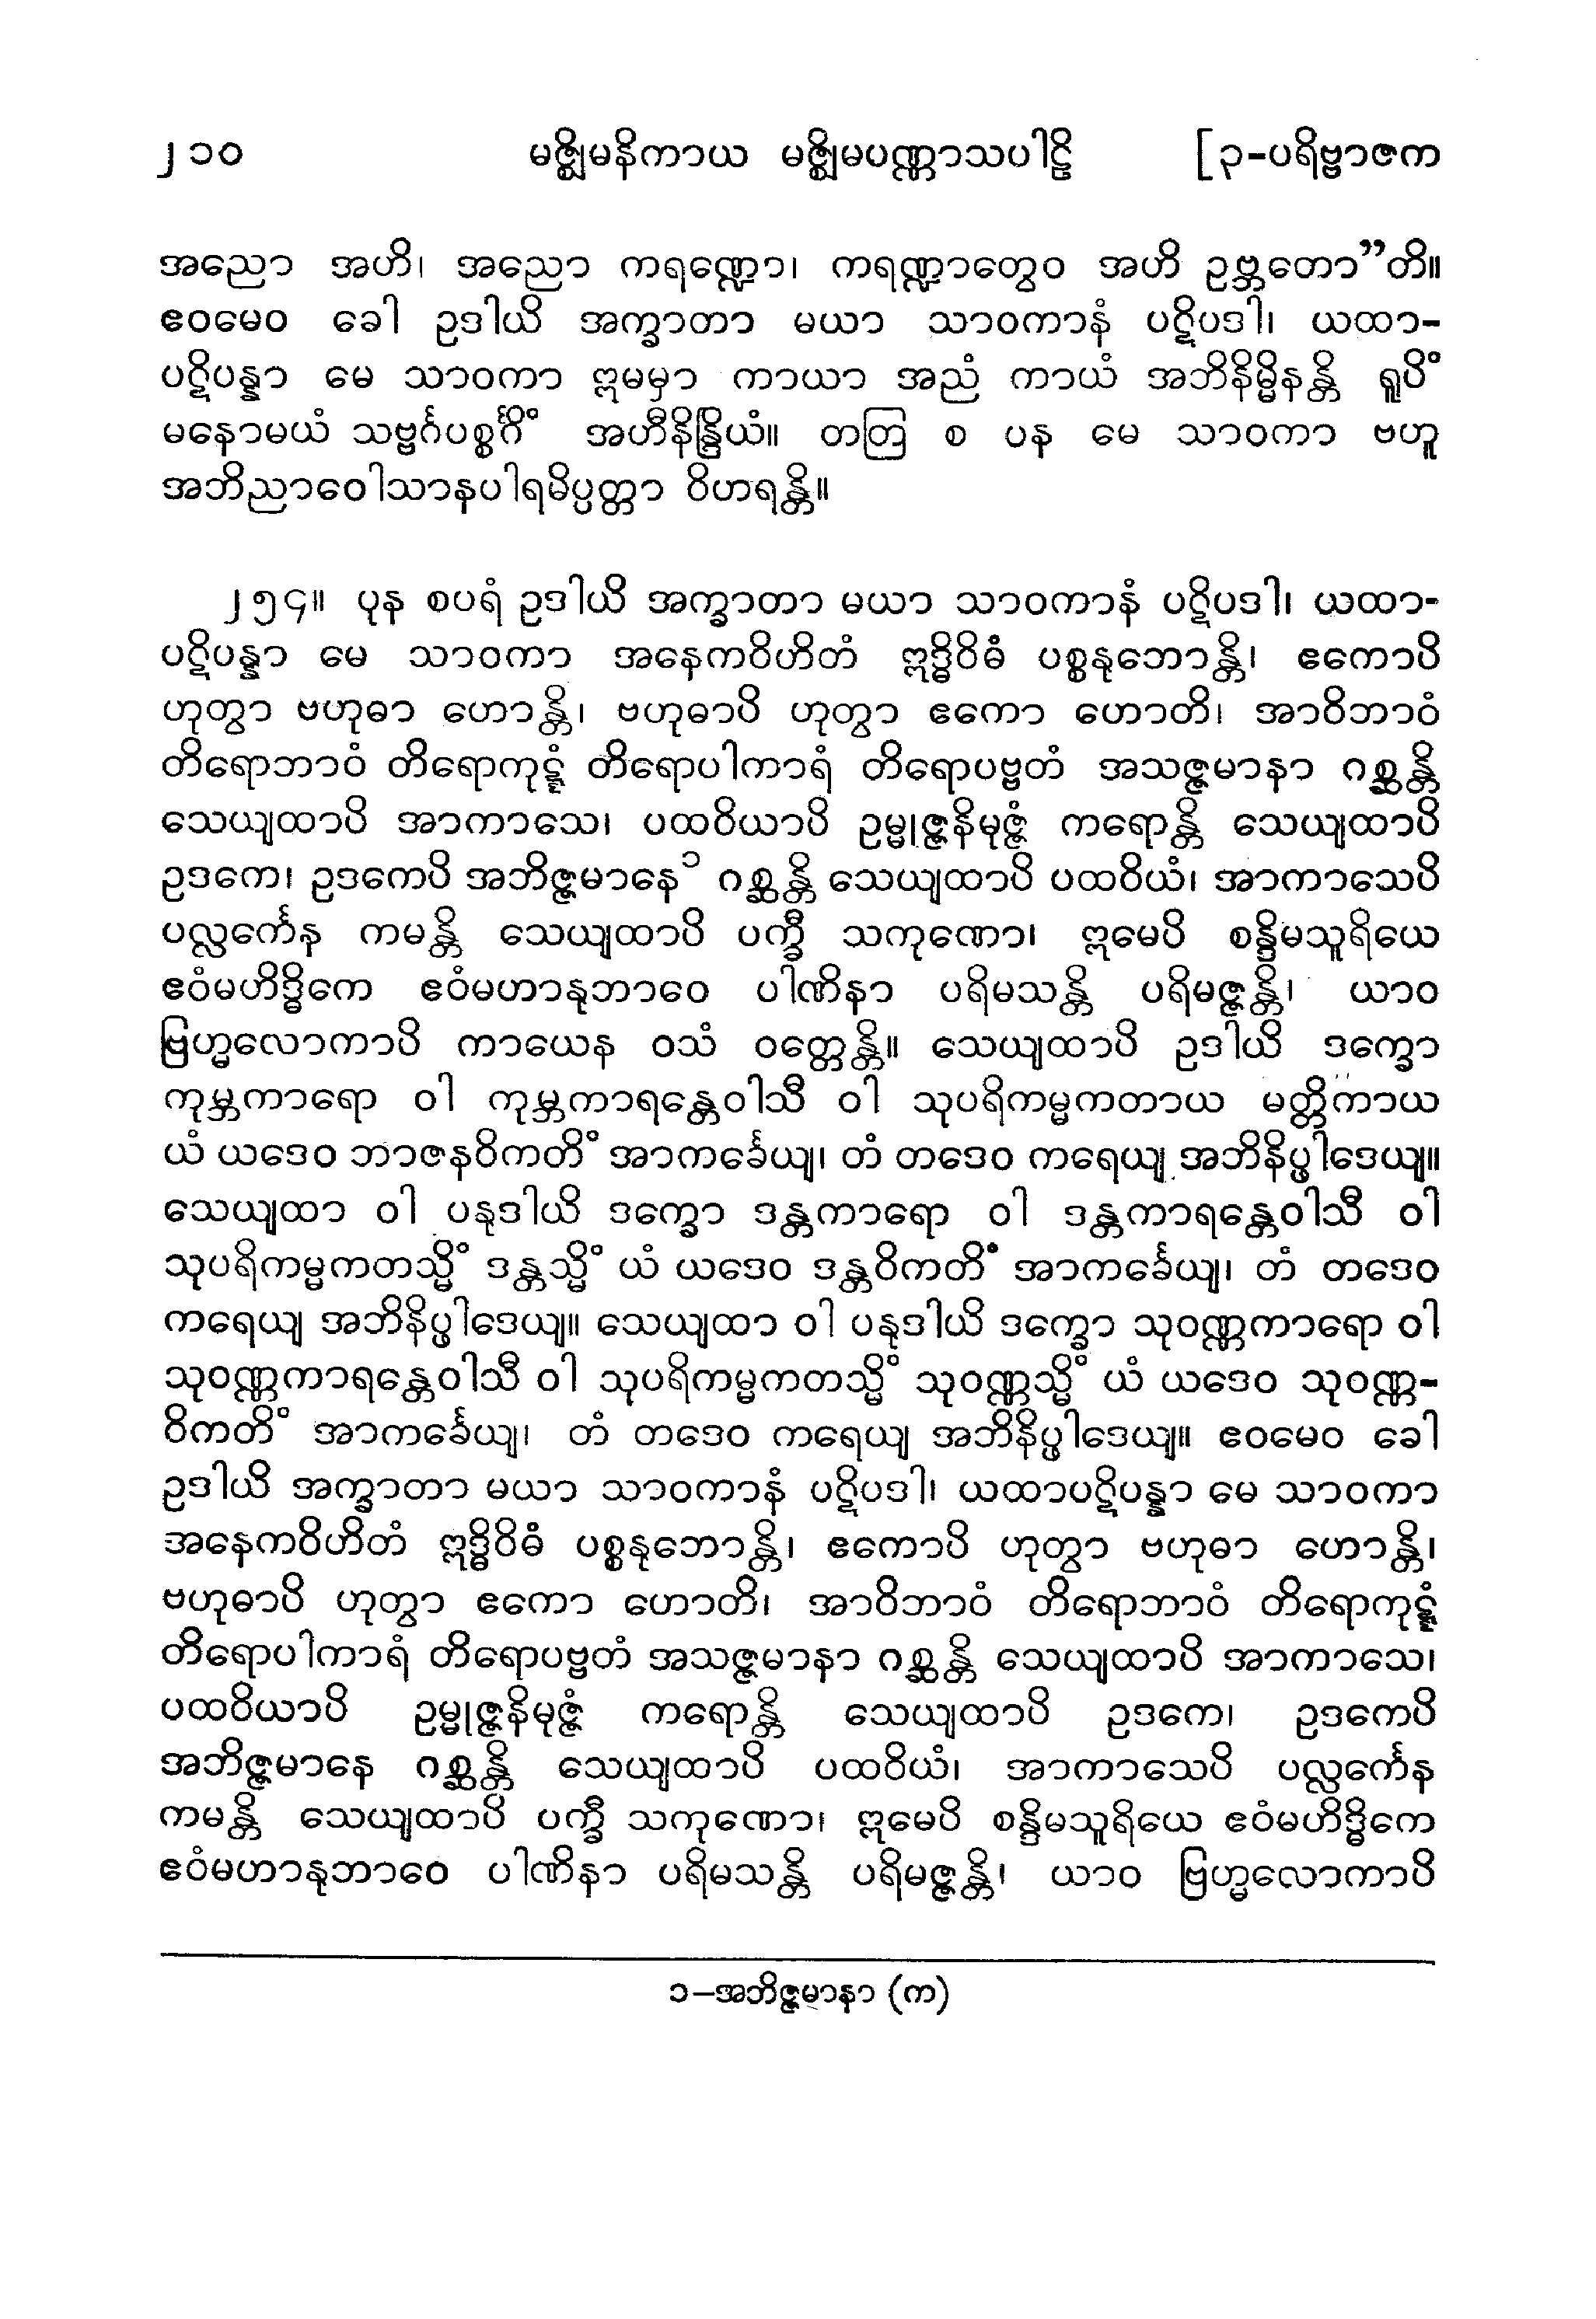 ၂၁၀ မဇ္ဈိမနိကာယ မဇ္ဈိမပဏ္ဏာသပါဠိ [၃-ပရိဗ္ဗာဇက
အညော အဟိ၊ အညော ကရဏ္ဍော၊ ကရဏ္ဍာတွေဝ အဟိ ဥဗ္ဘတော”တိ။
ဧဝမေဝ ခေါ ဥဒါယိ အက္ခာတာ မယာ သာဝကာနံ ပဋိပဒါ၊ ယထာ-
ပဋိပန္နာ မေ သာဝကာ ဣမမှာ ကာယာ အညံ ကာယံ အဘိနိမ္မိနန္တိ ရူပိံ
မနောမယံ သဗ္ဗင်္ဂပစ္စင်္ဂိံ အဟီနိန္ဒြိယံ။ တတြ စ ပန မေ သာဝကာ ဗဟူ
အဘိညာဝေါသာနပါရမိပ္ပတ္တာ ဝိဟရန္တိ။
၂၅၄။ ပုန စပရံ ဥဒါယိ အက္ခာတာ မယာ သာဝကာနံ ပဋိပဒါ၊ ယထာ-
ပဋိပန္နာ မေ သာဝကာ အနေကဝိဟိတံ ဣဒ္ဓိဝိဓံ ပစ္စနုဘောန္တိ၊ ဧကောပိ
ဟုတွာ ဗဟုဓာ ဟောန္တိ၊ ဗဟုဓာပိ ဟုတွာ ဧကော ဟောတိ၊ အာဝိဘာဝံ
တိရောဘာဝံ တိရောကုဋ္ဋံ တိရောပါကာရံ တိရောပဗ္ဗတံ အသဇ္ဇမာနာ ဂစ္ဆန္တိ
သေယျထာပိ အာကာသေ၊ ပထဝိယာပိ ဥမ္မုဇ္ဇနိမုဇ္ဇံ ကရောန္တိ သေယျထာပိ
ဥဒကေ၊ ဥဒကေပိ အဘိဇ္ဇမာနေ ၁ ဂစ္ဆန္တိ သေယျထာပိ ပထဝိယံ၊ အာကာသေပိ
ပလ္လင်္ကေန ကမန္တိ သေယျထာပိ ပက္ခီ သကုဏော၊ ဣမေပိ စန္ဒိမသူရိယေ
ဧဝံမဟိဒ္ဓိကေ ဧဝံမဟာနုဘာဝေ ပါဏိနာ ပရိမသန္တိ ပရိမဇ္ဇန္တိ၊ ယာဝ
ဗြဟ္မလောကာပိ ကာယေန ဝသံ ဝတ္တေန္တိ။ သေယျထာပိ ဥဒါယိ ဒက္ခော
ကုမ္ဘကာရော ဝါ ကုမ္ဘကာရန္တေဝါသီ ဝါ သုပရိကမ္မကတာယ မတ္တိကာယ
ယံ ယဒေဝ ဘာဇနဝိကတိံ အာကင်္ခေယျ၊ တံ တဒေဝ ကရေယျ အဘိနိပ္ဖါဒေယျ။
သေယျထာ ဝါ ပနုဒါယိ ဒက္ခော ဒန္တကာရော ဝါ ဒန္တကာရန္တေဝါသီ ဝါ
သုပရိကမ္မကတသ္မိံ ဒန္တသ္မိံ ယံ ယဒေဝ ဒန္တဝိကတိံ အာကင်္ခေယျ၊ တံ တဒေဝ
ကရေယျ အဘိနိပ္ဖါဒေယျ။ သေယျထာ ဝါ ပနုဒါယိ ဒက္ခော သုဝဏ္ဏကာရော ဝါ
သုဝဏ္ဏကာရန္တေဝါသီ ဝါ သုပရိကမ္မကတသ္မိံ သုဝဏ္ဏသ္မိံ ယံ ယဒေဝ သုဝဏ္ဏ-
ဝိကတိံ အာကင်္ခေယျ၊ တံ တဒေဝ ကရေယျ အဘိနိပ္ဖါဒေယျ။ ဧဝမေဝ ခေါ
ဥဒါယိ အက္ခာတာ မယာ သာဝကာနံ ပဋိပဒါ၊ ယထာပဋိပန္နာ မေ သာဝကာ
အနေကဝိဟိတံ ဣဒ္ဓိဝိဓံ ပစ္စနုဘောန္တိ၊ ဧကောပိ ဟုတွာ ဗဟုဓာ ဟောန္တိ၊
ဗဟုဓာပိ ဟုတွာ ဧကော ဟောတိ၊ အာဝိဘာဝံ တိရောဘာဝံ တိရောကုဋ္ဋံ
တိရောပါကာရံ တိရောပဗ္ဗတံ အသဇ္ဇမာနာ ဂစ္ဆန္တိ သေယျထာပိ အာကာသေ၊
ပထဝိယာပိ ဥမ္မုဇ္ဇနိမုဇ္ဇံ ကရောန္တိ သေယျထာပိ ဥဒကေ၊ ဥဒကေပိ
အဘိဇ္ဇမာနေ ဂစ္ဆန္တိ သေယျထာပိ ပထဝိယံ၊ အာကာသေပိ ပလ္လင်္ကေန
ကမန္တိ သေယျထာပိ ပက္ခီ သကုဏော၊ ဣမေပိ စန္ဒိမသူရိယေ ဧဝံမဟိဒ္ဓိကေ
ဧဝံမဟာနုဘာဝေ ပါဏိနာ ပရိမသန္တိ ပရိမဇ္ဇန္တိ၊ ယာဝ ဗြဟ္မလောကာပိ
၁–အဘိဇ္ဇမာနာ (က)